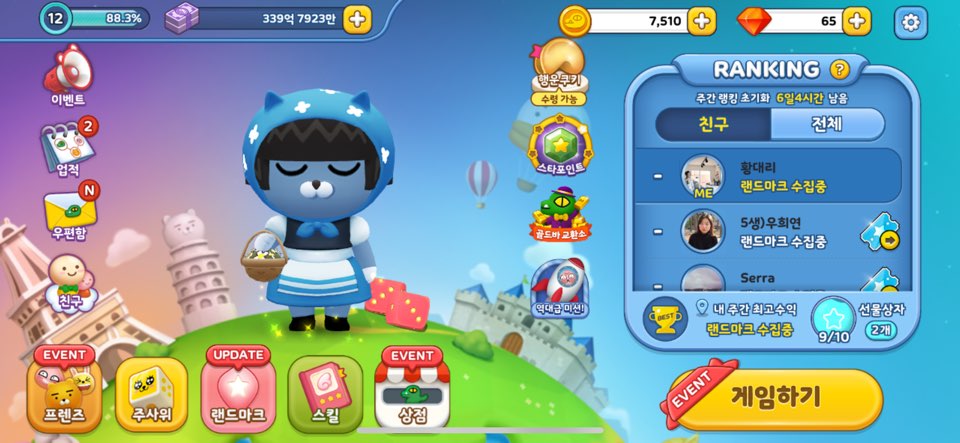 12
88.3%
339억 7923만
7,510
65
이벤트
2
업적
N
우편함
친구
행운쿠키
수령 가능
스타포인트
골드바 교환소
역대급 미션!
RANKING ?
주간 랭킹 초기화 6일4시간 남음
친구
전체
황대리
ME
랜드마크 수집중
5생)우희연
랜드마크 수집중
Serra
BEST
내 주간 최고수익
랜드마크 수집중
9/10
선물상자
2개
EVENT
프렌즈
주사위
UPDATE
랜드마크
스킬
EVENT
상점
EVENT
게임하기